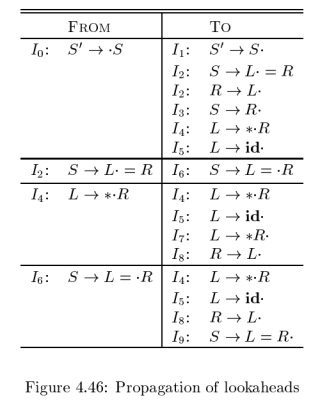 FROM TO
I0: S′ → ·S I1: S′ → S·
I2: S → L· = R
I2: R → L·
I3: S → R·
I4: L → *·R
I5: L → id·
I2: S → L· = R I6: S → L = ·R
I4: L → *·R I4: L → *·R
I5: L → id·
I7: L → *R·
I8: R → L·
I6: S → L = ·R I4: L → *·R
I5: L → id·
I8: R → L·
I9: S → L = R·
Figure 4.46: Propagation of lookaheads